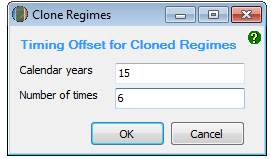 Clone Regimes
Timing Offset for Cloned Regimes
Calendar years 15
Number of times 6
OK Cancel